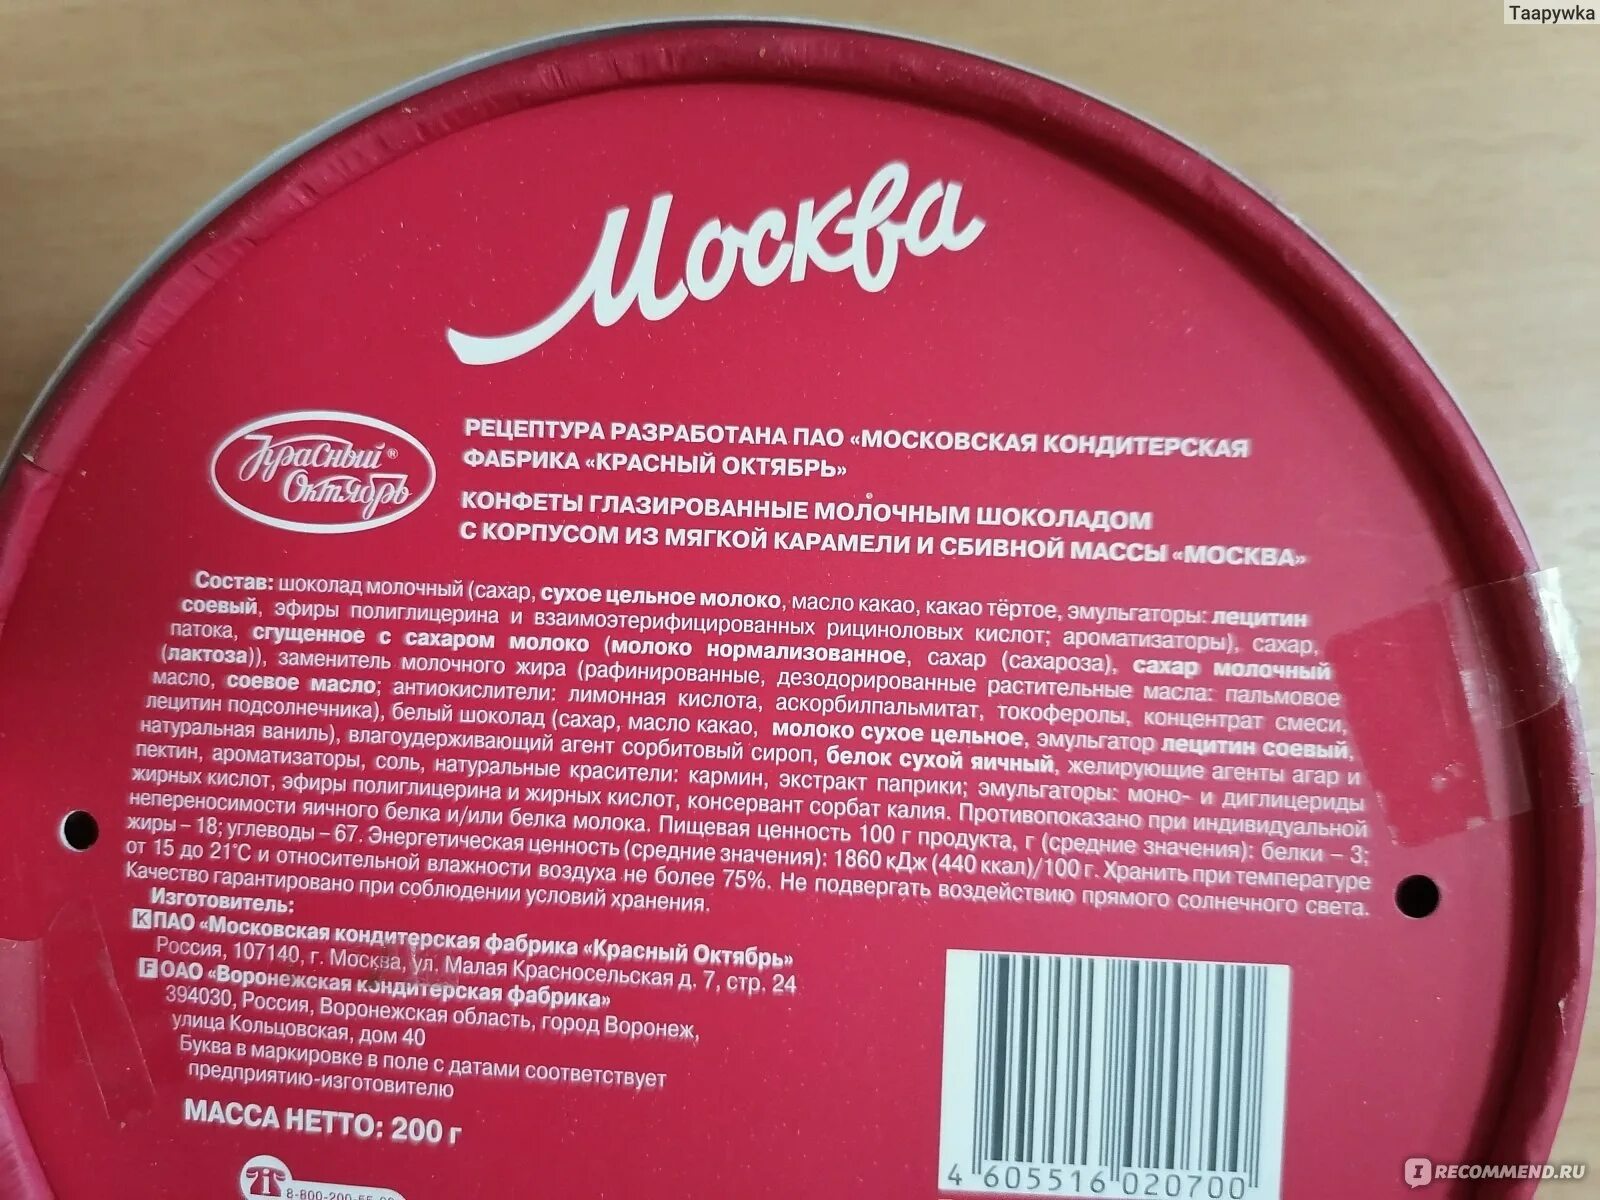 Таарушка
Москва
Красный®
Октябрь
РЕЦЕПТУРА РАЗРАБОТАНА ПАО «МОСКОВСКАЯ КОНДИТЕРСКАЯ
ФАБРИКА «КРАСНЫЙ ОКТЯБРЬ»
КОНФЕТЫ ГЛАЗИРОВАННЫЕ МОЛОЧНЫМ ШОКОЛАДОМ
С КОРПУСОМ ИЗ МЯГКОЙ КАРАМЕЛИ И СБИВНОЙ МАССЫ «МОСКВА»
Состав: шоколад молочный (сахар, сухое цельное молоко, масло какао, какао тёртое, эмульгаторы: лецитин
соевый, эфиры полиглицерина и взаимоэтерифицированных рициноловых кислот; ароматизаторы), сахар,
патока, сгущенное с сахаром молоко (молоко нормализованное, сахар (сахароза), сахар молочный
(лактоза)), заменитель молочного жира (рафинированные, дезодорированные растительные масла: пальмовое
масло, соевое масло; антиокислители: лимонная кислота, аскорбилпальмитат, токоферолы, концентрат смеси,
лецитин подсолнечника), белый шоколад (сахар, масло какао, молоко сухое цельное, эмульгатор лецитин соевый,
натуральная ваниль), влагоудерживающий агент сорбитовый сироп, белок сухой яичный, желирующие агенты агар и
пектин, ароматизаторы, соль, натуральные красители: кармин, экстракт паприки; эмульгаторы: моно- и диглицериды
жирных кислот, эфиры полиглицерина и жирных кислот, консервант сорбат калия. Противопоказано при индивидуальной
непереносимости яичного белка и/или белка молока. Пищевая ценность 100 г продукта, г (средние значения): белки – 3;
жиры – 18; углеводы – 67. Энергетическая ценность (средние значения): 1860 кДж (440 ккал)/100 г. Хранить при температуре
от 15 до 21°С и относительной влажности воздуха не более 75%. Не подвергать воздействию прямого солнечного света.
Качество гарантировано при соблюдении условий хранения.
Изготовитель:
К ПАО «Московская кондитерская фабрика «Красный Октябрь»
Россия, 107140, г. Москва, ул. Малая Красносельская д. 7, стр. 24
F ОАО «Воронежская кондитерская фабрика»
394030, Россия, Воронежская область, город Воронеж,
улица Кольцовская, дом 40
Буква в маркировке в поле с датами соответствует
предприятию-изготовителю
МАССА НЕТТО: 200 г
4 605516 020700
IRECOMMEND.RU